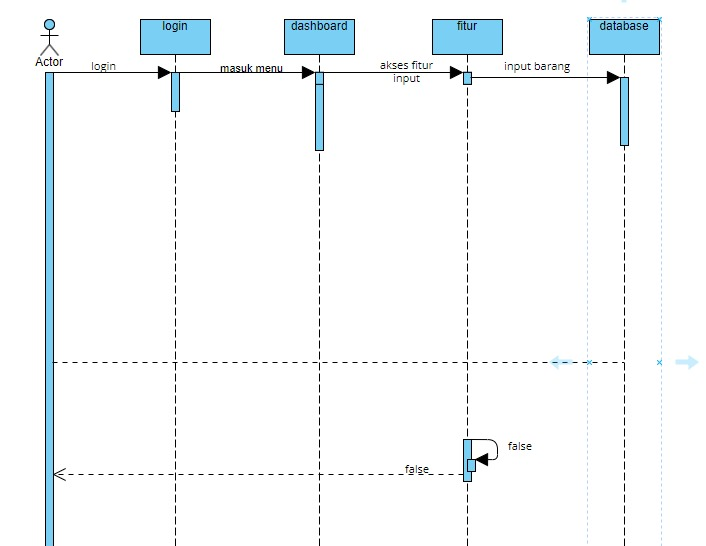 login
dashboard
fitur
database
Actor
login
masuk menu
akses fitur
input
input barang
false
false